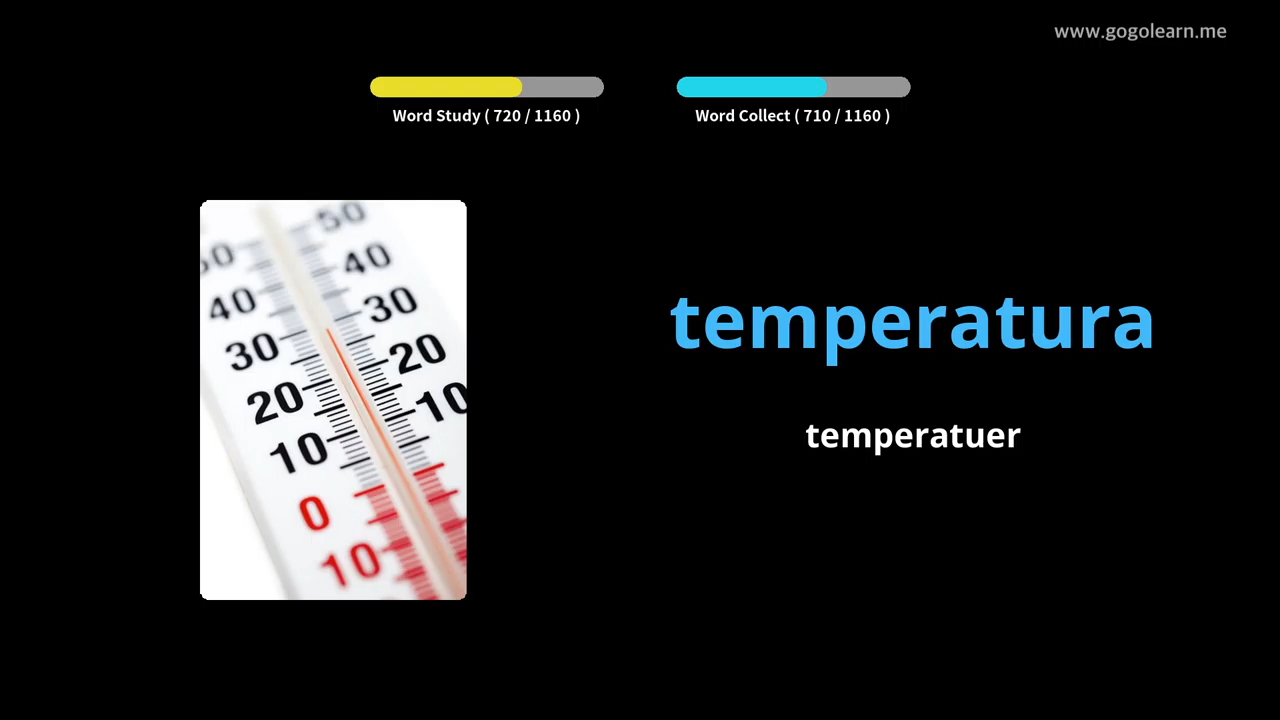 www.gogolearn.me
Word Study ( 720 / 1160 )
Word Collect ( 710 / 1160 )
temperatura
temperatuer
50
40
30
20
10
40
30
20
10
0
10